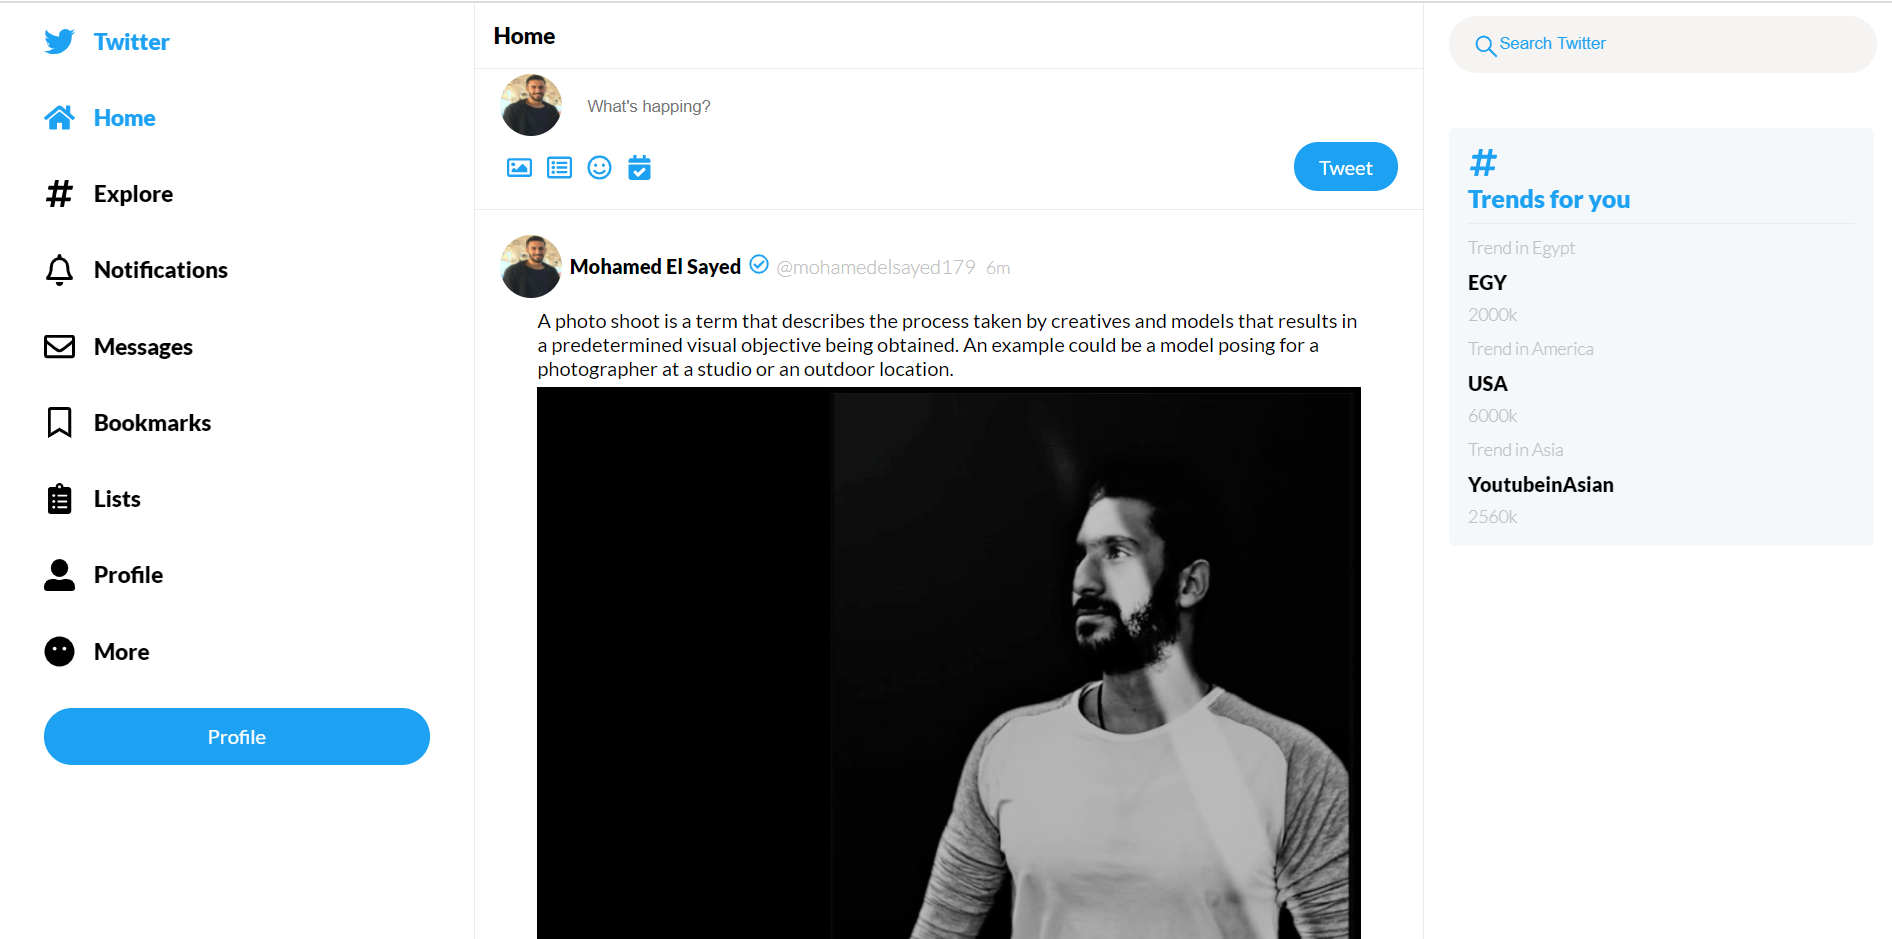 Twitter
Home
Explore
Notifications
Messages
Bookmarks
Lists
Profile
More
Profile
Home
What's happing?
Tweet
Mohamed El Sayed @mohamedelsayed179 6m
A photo shoot is a term that describes the process taken by creatives and models that results in
a predetermined visual objective being obtained. An example could be a model posing for a
photographer at a studio or an outdoor location.
Search Twitter
#
Trends for you
Trend in Egypt
EGY
2000k
Trend in America
USA
6000k
Trend in Asia
YoutubeinAsian
2560k